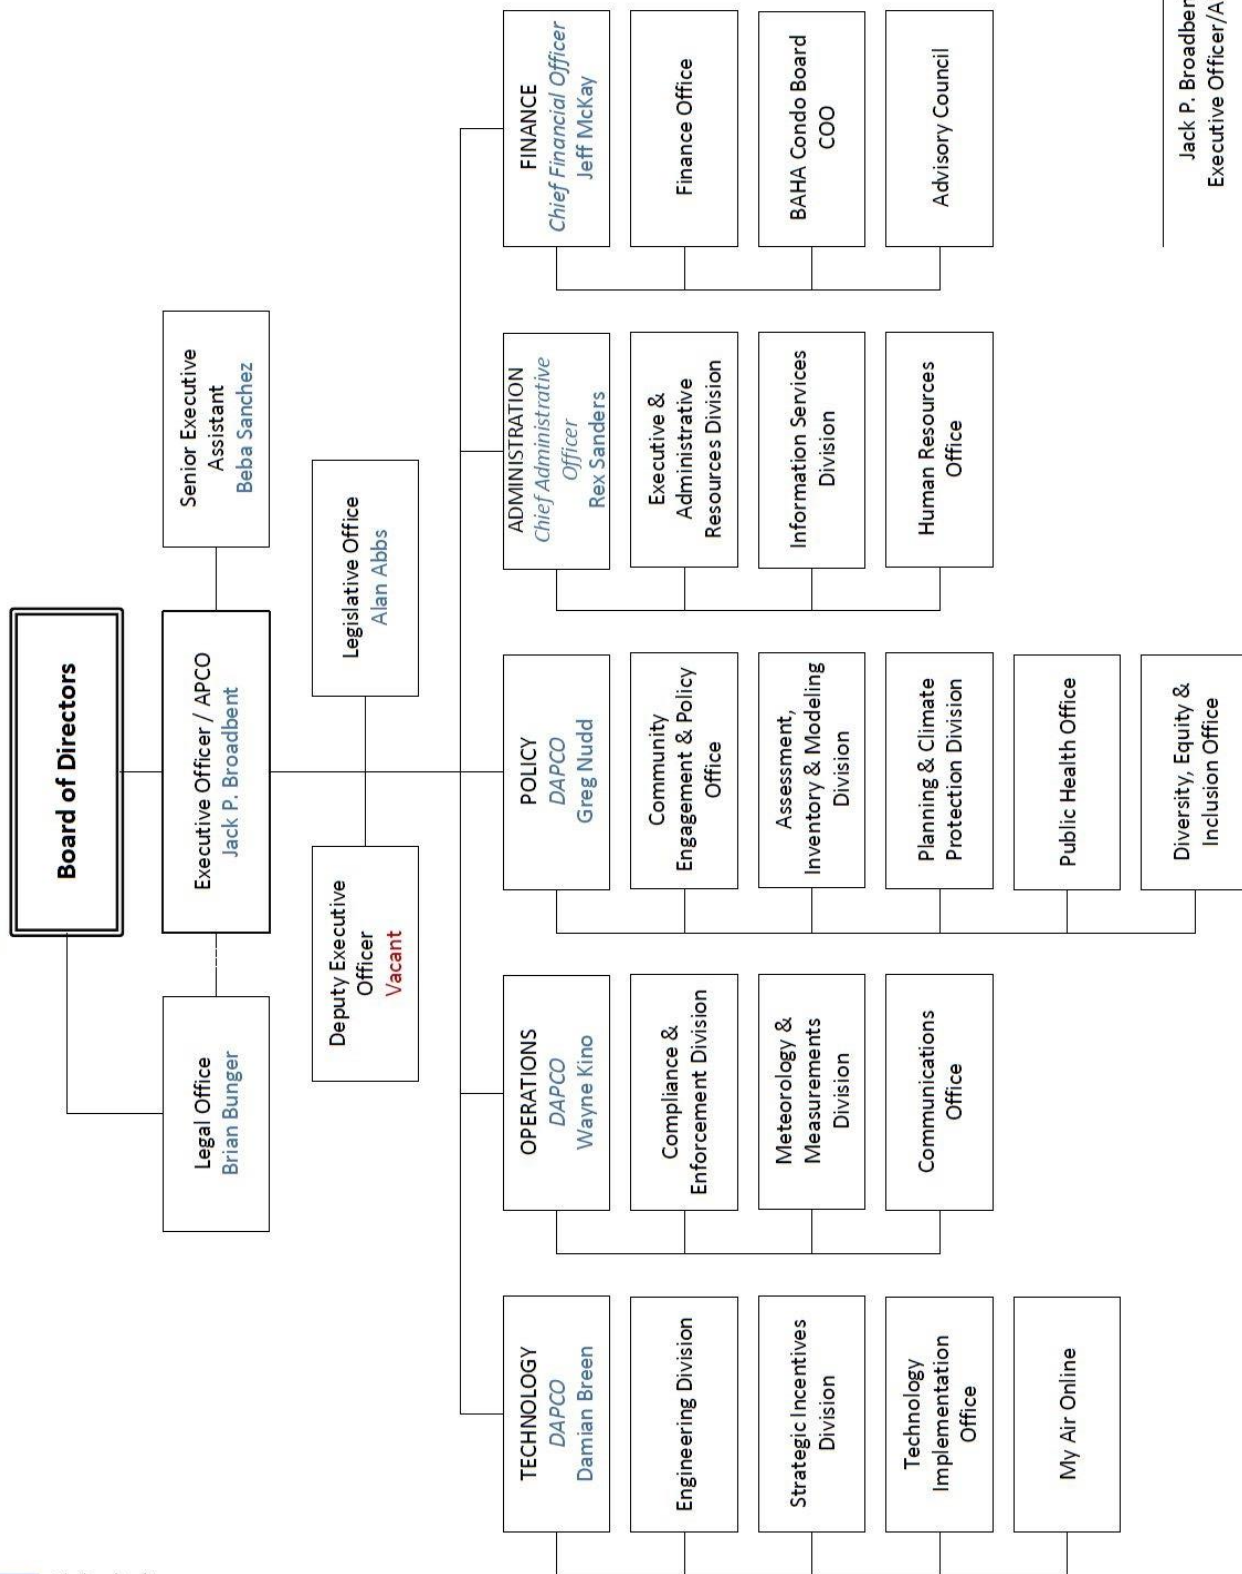 Board of Directors
Legal Office
Brian Bunger
Executive Officer / APCO
Jack P. Broadbent
Senior Executive
Assistant
Beba Sanchez
Deputy Executive
Officer
Vacant
Legislative Office
Alan Abbs
TECHNOLOGY
DAPCO
Damian Breen
Engineering Division
Strategic Incentives
Division
Technology
Implementation
Office
My Air Online
OPERATIONS
DAPCO
Wayne Kino
Compliance &
Enforcement Division
Meteorology &
Measurements
Division
Communications
Office
POLICY
DAPCO
Greg Nudd
Community
Engagement & Policy
Office
Assessment,
Inventory & Modeling
Division
Planning & Climate
Protection Division
Public Health Office
Diversity, Equity &
Inclusion Office
ADMINISTRATION
Chief Administrative
Officer
Rex Sanders
Executive &
Administrative
Resources Division
Information Services
Division
Human Resources
Office
FINANCE
Chief Financial Officer
Jeff McKay
Finance Office
BAHA Condo Board
COO
Advisory Council
Jack P. Broadben
Executive Officer/A